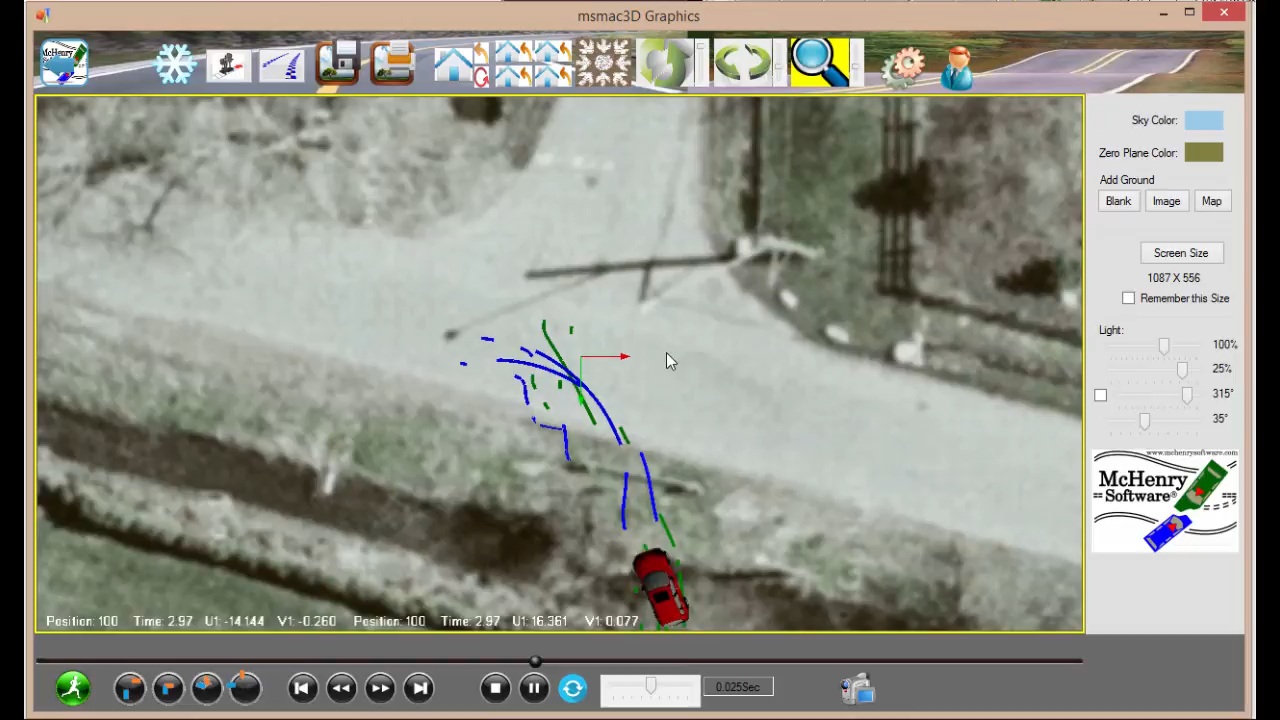 msmac3D Graphics
Sky Color:
Zero Plane Color:
Add Ground
Blank Image Map
Screen Size
1087 X 556
Remember this Size
Light:
100%
25%
315°
35°
www.mchenrysoftware.com
McHenry
Software®
Position: 100 Time: 2.97 U1: -14.144 V1: -0.260 Position: 100 Time: 2.97 U1: 16.361 V1: 0.077
0.025Sec